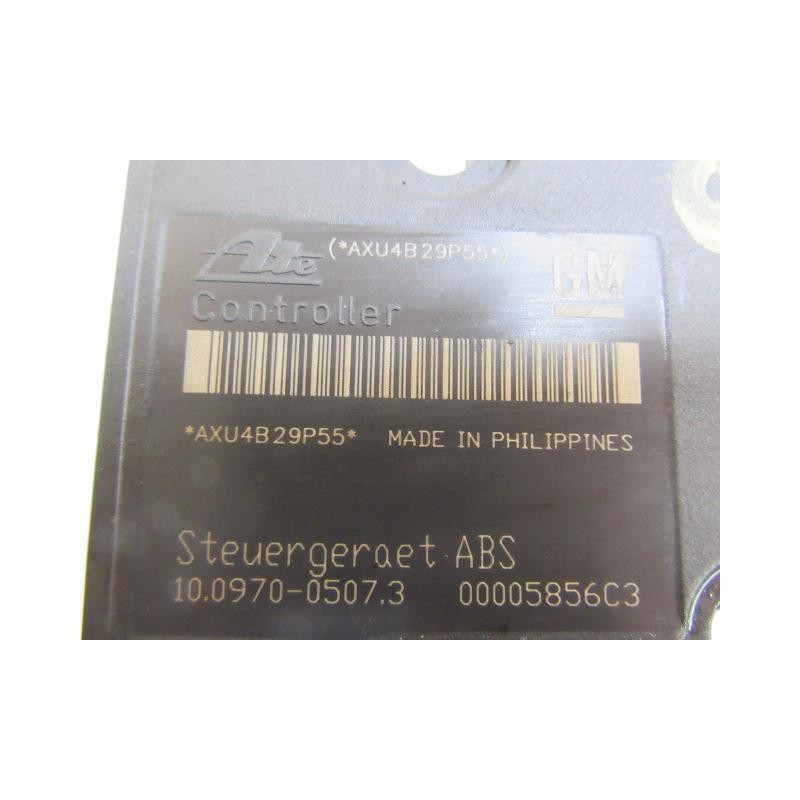 Ate (*AXU4B29P55*) GM
Controller
*AXU4B29P55* MADE IN PHILIPPINES
Steuergeraet ABS
10.0970-0507.3 00005856C3